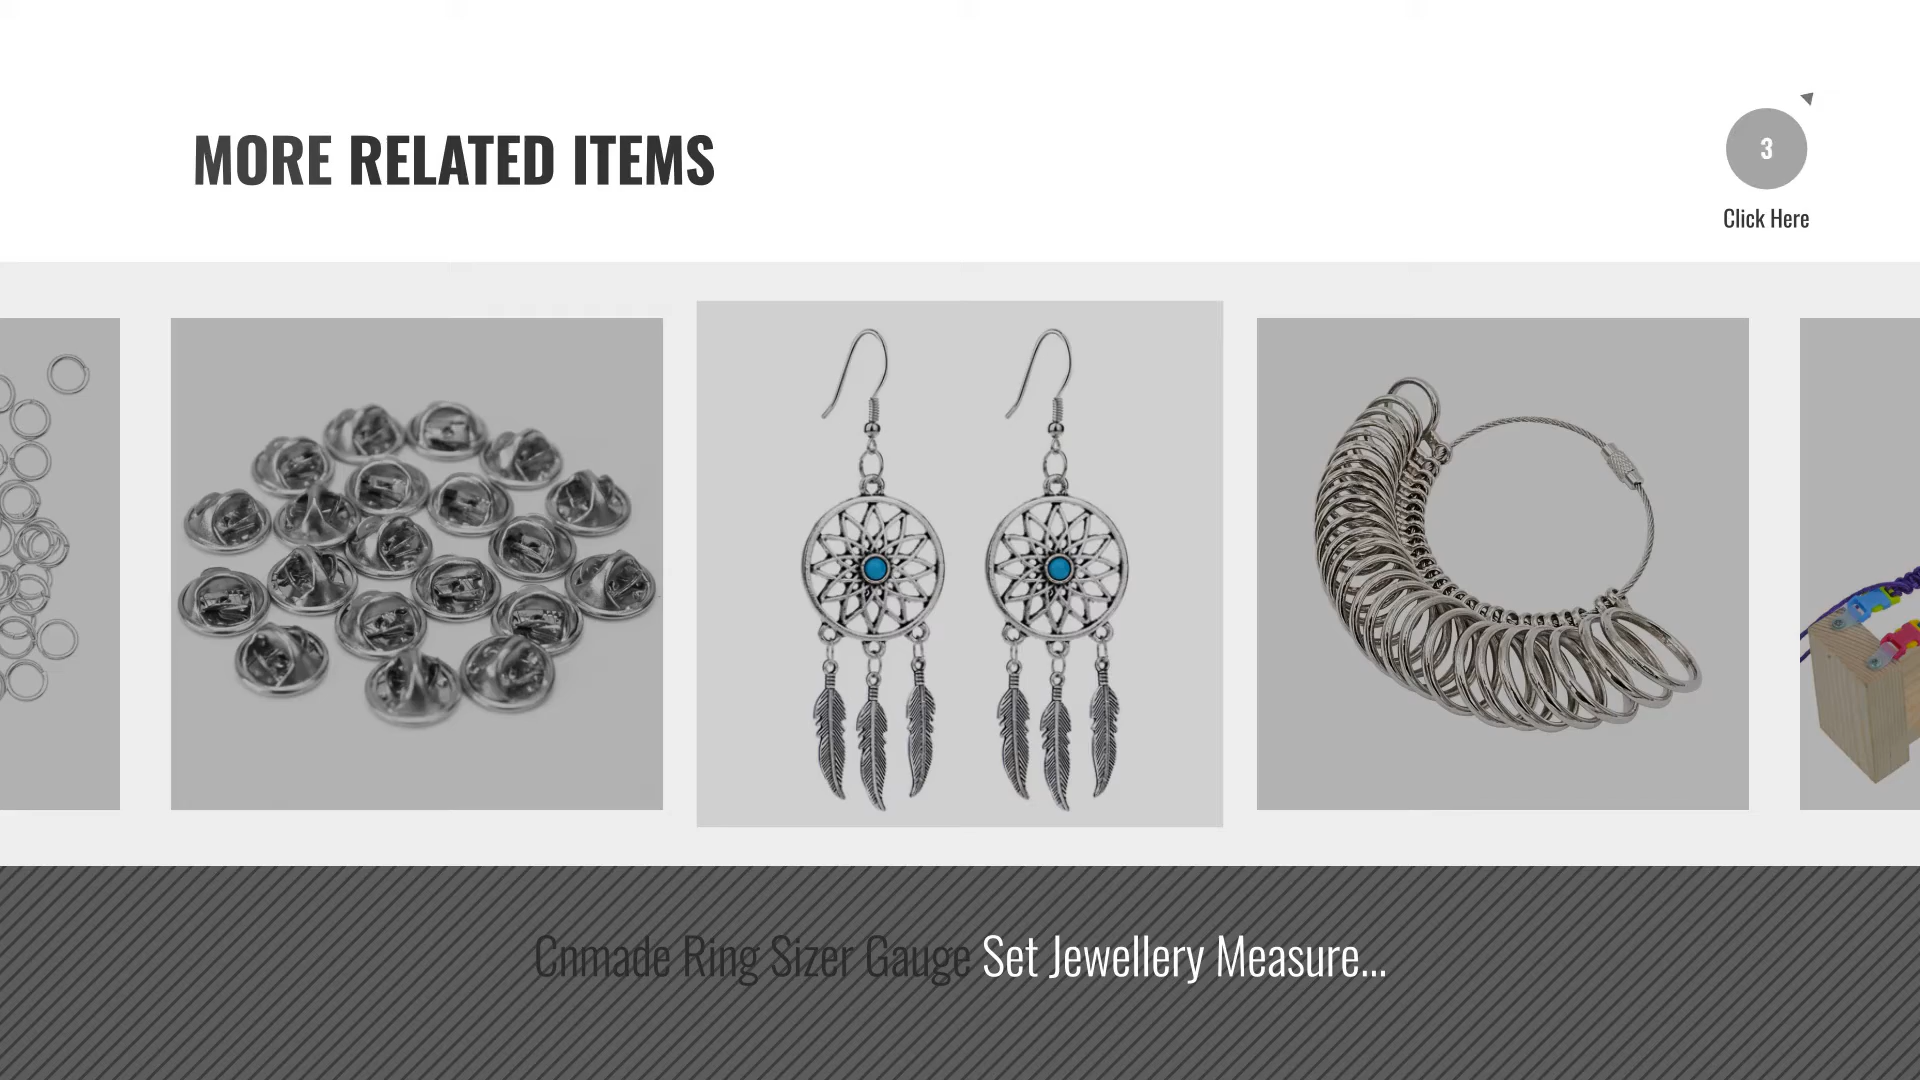 MORE RELATED ITEMS
3
Click Here
Cnmade Ring Sizer Gauge Set Jewellery Measure...